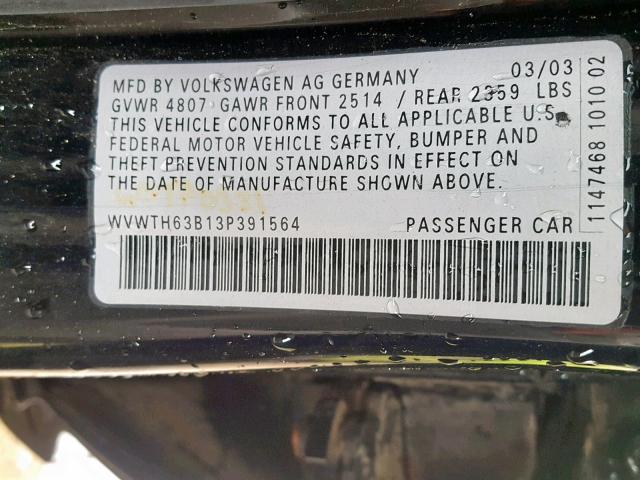 MFD BY VOLKSWAGEN AG GERMANY 03/03
GVWR 4807 GAWR FRONT 2514 / REAR 2359 LBS
THIS VEHICLE CONFORMS TO ALL APPLICABLE U.S.
FEDERAL MOTOR VEHICLE SAFETY, BUMPER AND
THEFT PREVENTION STANDARDS IN EFFECT ON
THE DATE OF MANUFACTURE SHOWN ABOVE.
WVWTH63B13P391564 PASSENGER CAR
1147468 1010 02